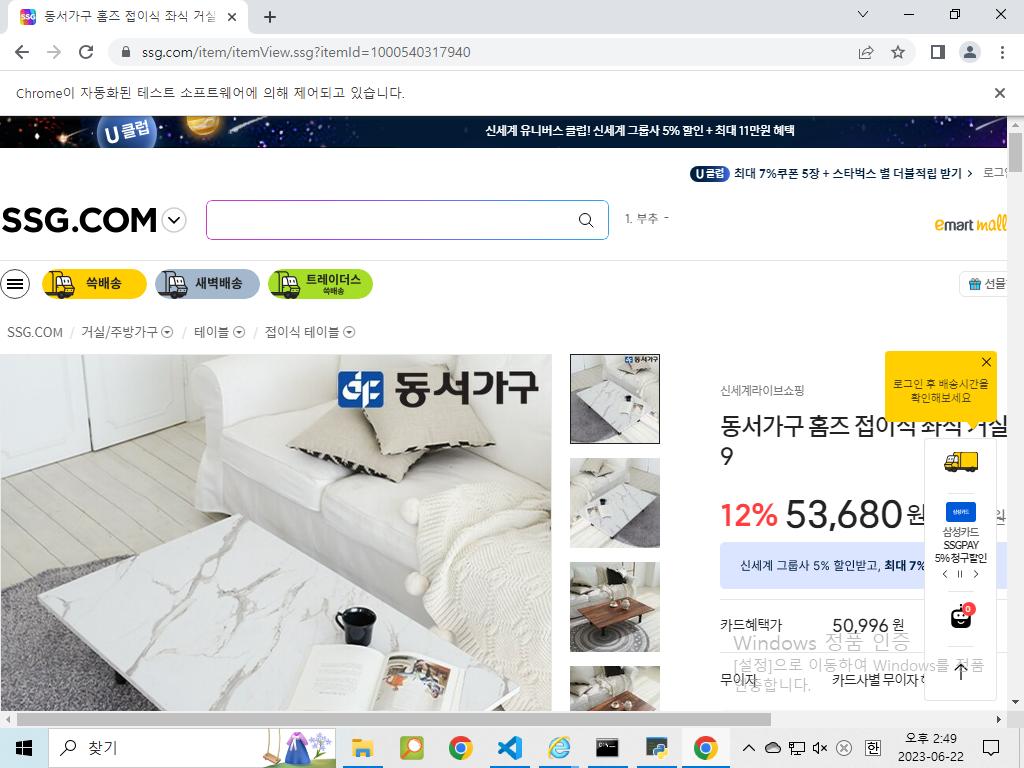 동서가구 홈즈 접이식 좌식 거실
ssg.com/item/itemView.ssg?itemId=1000540317940
Chrome이 자동화된 테스트 소프트웨어에 의해 제어되고 있습니다.
U 클럽
신세계 유니버스 클럽! 신세계 그룹사 5% 할인 + 최대 11만원 혜택
U 클럽 최대 7%쿠폰 5장 + 스타벅스 별 더블적립 받기 >
SSG.COM
1. 부추 -
emart mall
쓱배송
새벽배송
트레이더스
쓱배송
선물
SSG.COM / 거실/주방가구 / 테이블 / 접이식 테이블
동서가구
동서가구
로그인 후 배송시간을
확인해보세요
신세계라이브쇼핑
동서가구 홈즈 접이식 좌식 거실
9
12% 53,680원
신세계 그룹사 5% 할인받고, 최대 7%
카드혜택가 50,996 원
무이자 카드사별 무이자
삼성카드
삼성카드
SSGPAY
5% 청구할인
0
Windows 정품 인증
[설정]으로 이동하여 Windows를 정품
인증합니다.
찾기
한
오후 2:49
2023-06-22